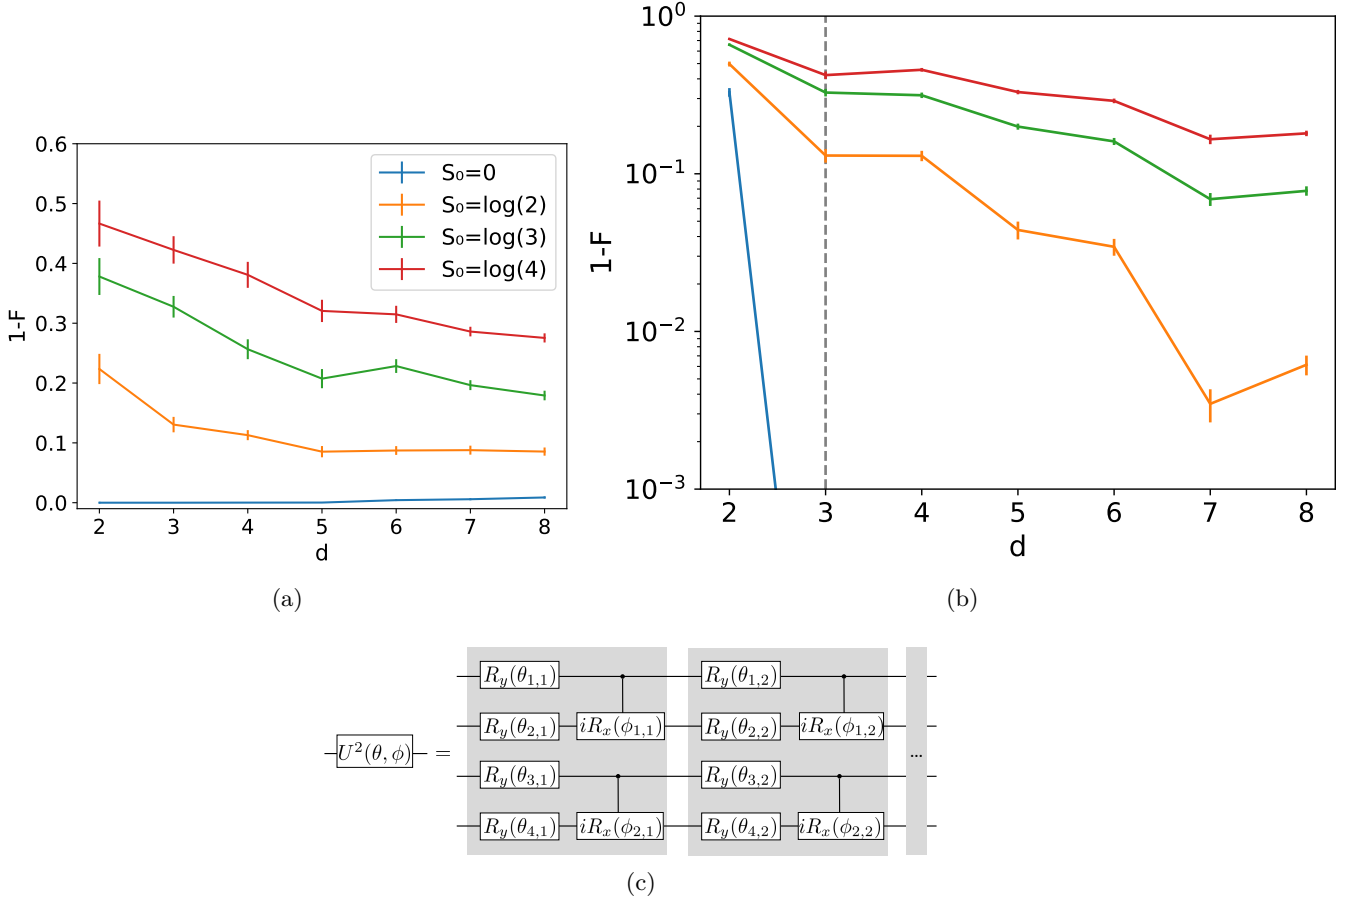 1-F
0.6
0.5
0.4
0.3
0.2
0.1
0.0
2 3 4 5 6 7 8
d
S₀=0
S₀=log(2)
S₀=log(3)
S₀=log(4)
(a)
1-F
10⁰
10⁻¹
10⁻²
10⁻³
2 3 4 5 6 7 8
d
(b)
R_y(θ_{1,1}) R_y(θ_{1,2})
R_y(θ_{2,1}) iR_x(ϕ_{1,1}) R_y(θ_{2,2}) iR_x(ϕ_{1,2})
U²(θ, ϕ) = ...
R_y(θ_{3,1}) R_y(θ_{3,2})
R_y(θ_{4,1}) iR_x(ϕ_{2,1}) R_y(θ_{4,2}) iR_x(ϕ_{2,2})
(c)